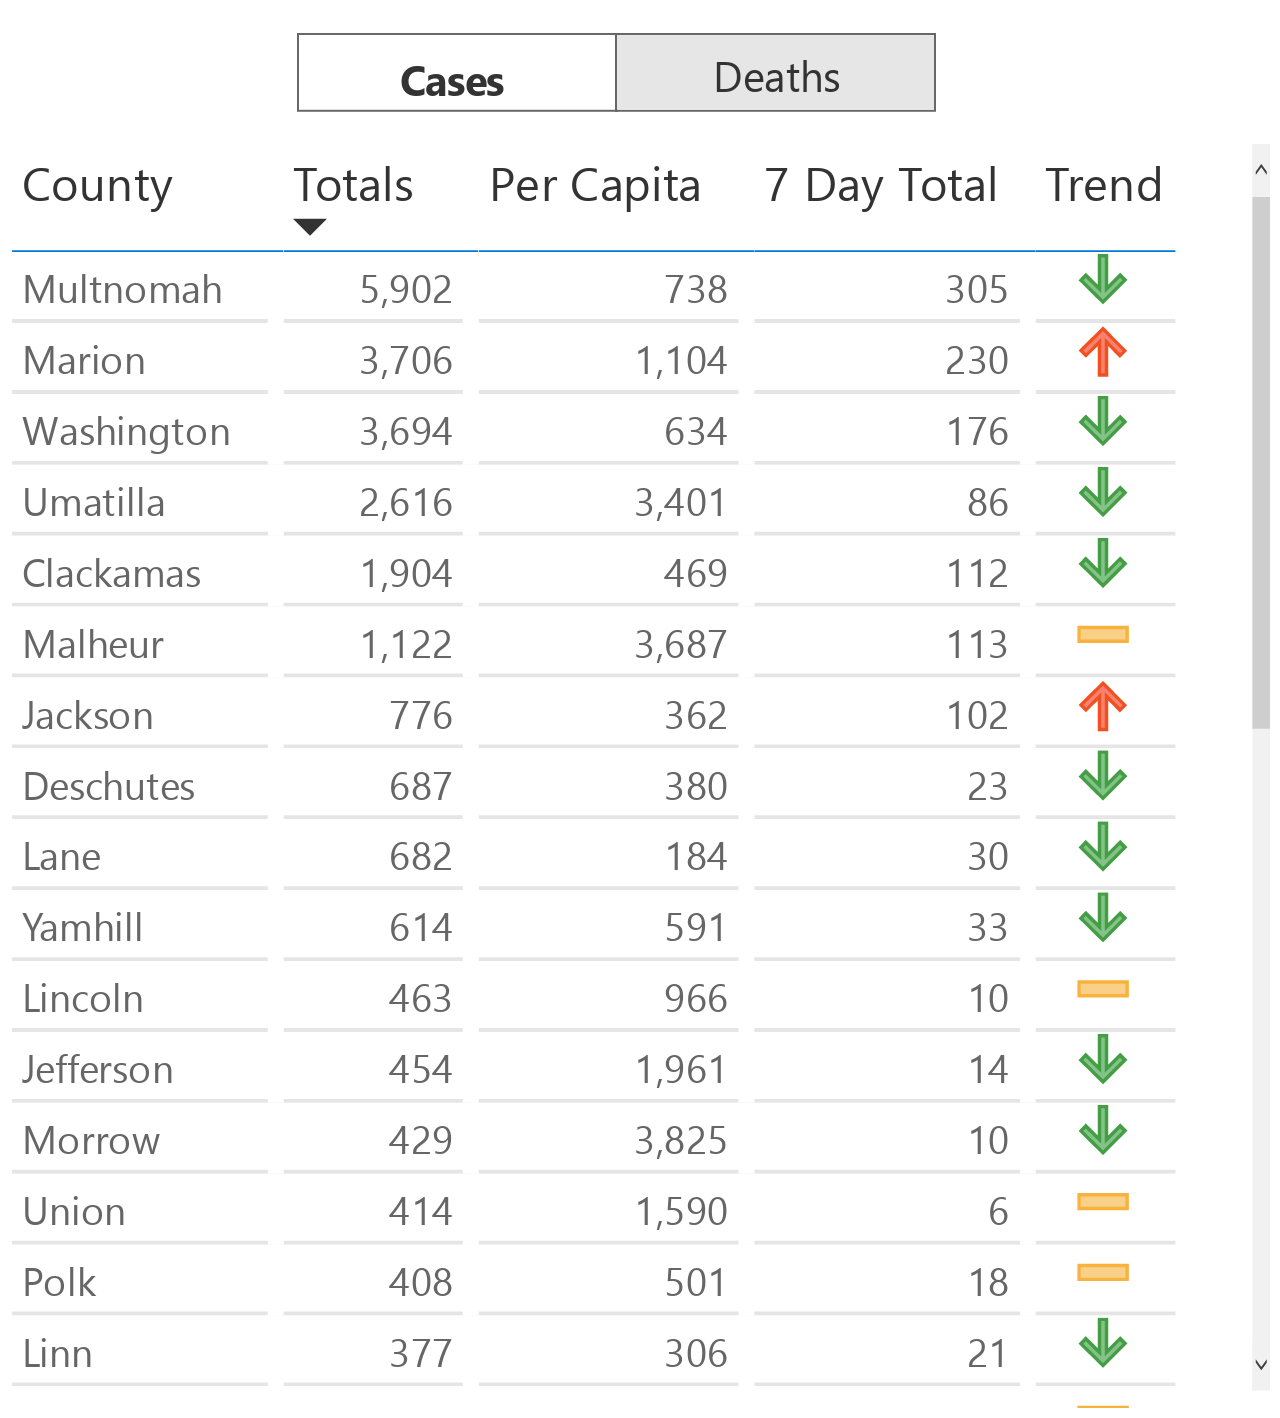 Cases Deaths
County Totals Per Capita 7 Day Total Trend
Multnomah 5,902 738 305
Marion 3,706 1,104 230
Washington 3,694 634 176
Umatilla 2,616 3,401 86
Clackamas 1,904 469 112
Malheur 1,122 3,687 113
Jackson 776 362 102
Deschutes 687 380 23
Lane 682 184 30
Yamhill 614 591 33
Lincoln 463 966 10
Jefferson 454 1,961 14
Morrow 429 3,825 10
Union 414 1,590 6
Polk 408 501 18
Linn 377 306 21